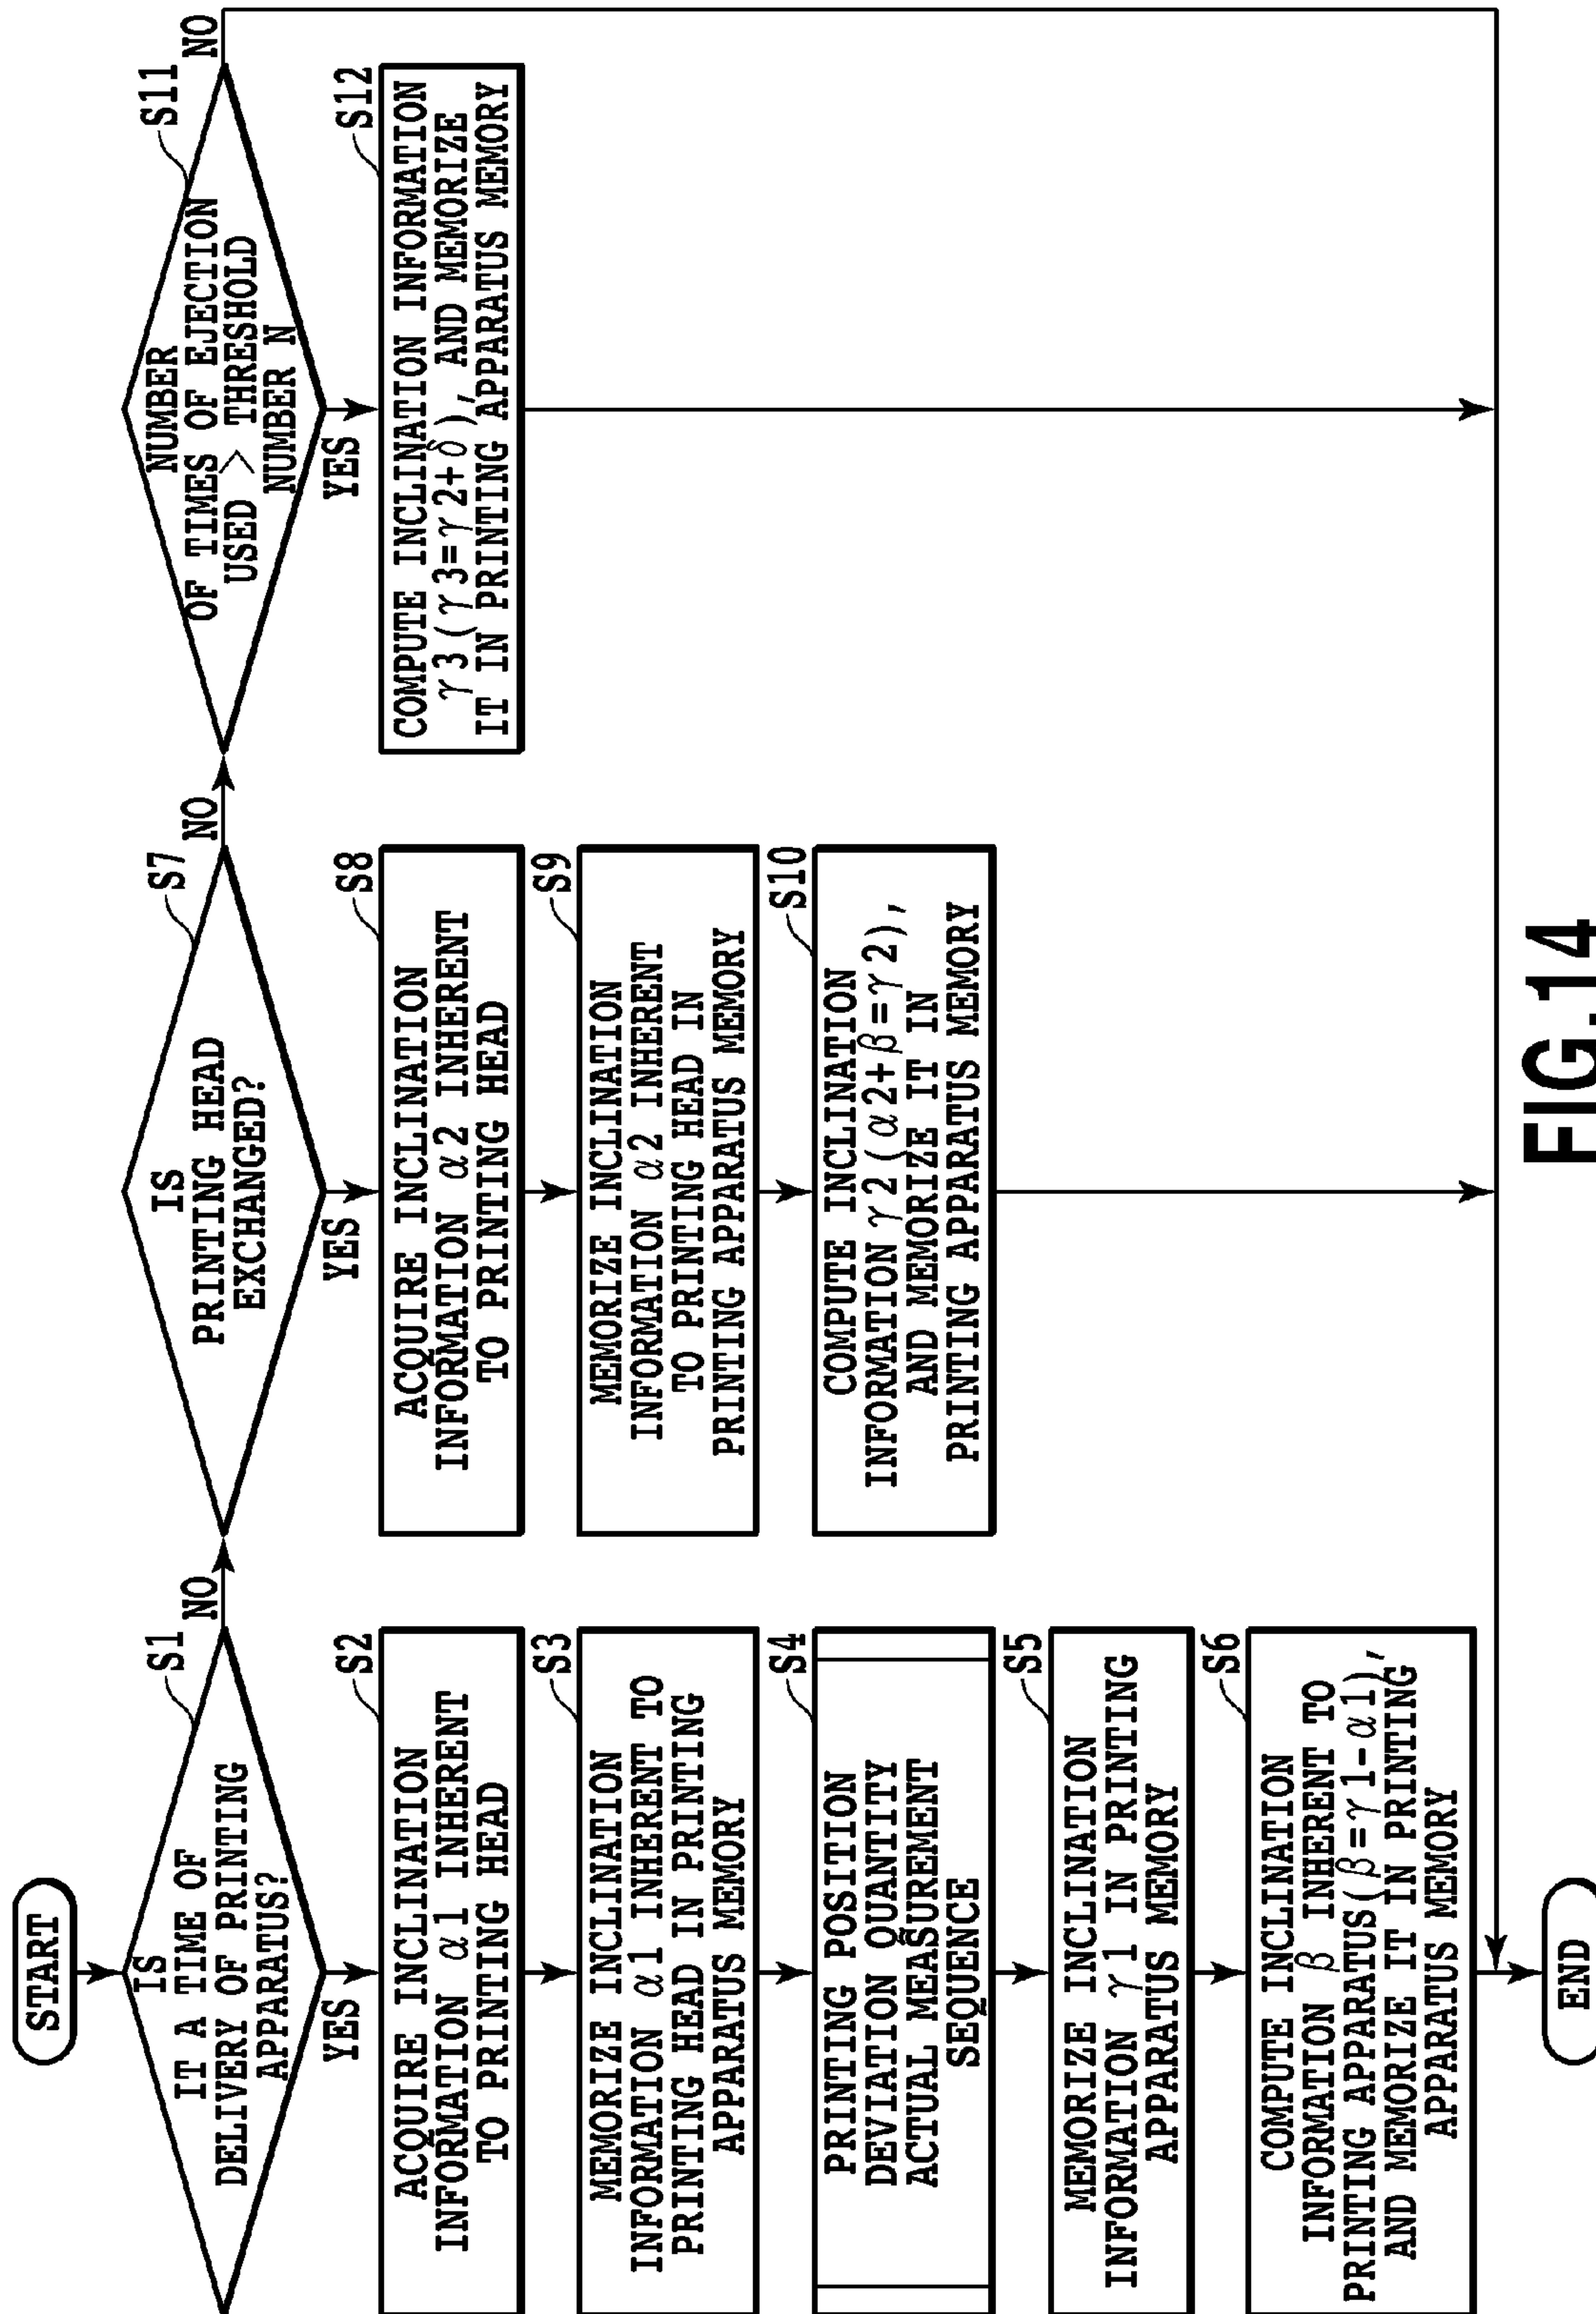 START
IS
IT A TIME OF
DELIVERY OF PRINTING
APPARATUS?
S1
NO
YES
ACQUIRE INCLINATION
INFORMATION α1 INHERENT
TO PRINTING HEAD
S2
MEMORIZE INCLINATION
INFORMATION α1 INHERENT TO
PRINTING HEAD IN PRINTING
APPARATUS MEMORY
S3
PRINTING POSITION
DEVIATION QUANTITY
ACTUAL MEASUREMENT
SEQUENCE
S4
MEMORIZE INCLINATION
INFORMATION γ1 IN PRINTING
APPARATUS MEMORY
S5
COMPUTE INCLINATION
INFORMATION β INHERENT TO
PRINTING APPARATUS(β=γ1-α1),
AND MEMORIZE IT IN PRINTING
APPARATUS MEMORY
S6
END
IS
PRINTING HEAD
EXCHANGED?
S7
NO
YES
ACQUIRE INCLINATION
INFORMATION α2 INHERENT
TO PRINTING HEAD
S8
MEMORIZE INCLINATION
INFORMATION α2 INHERENT
TO PRINTING HEAD IN
PRINTING APPARATUS MEMORY
S9
COMPUTE INCLINATION
INFORMATION γ2(α2+β=γ2),
AND MEMORIZE IT IN
PRINTING APPARATUS MEMORY
S10
NUMBER
OF TIMES OF EJECTION
USED > THRESHOLD
NUMBER N
S11
NO
YES
COMPUTE INCLINATION INFORMATION
γ3(γ3=γ2+δ), AND MEMORIZE
IT IN PRINTING APPARATUS MEMORY
S12
FIG.14